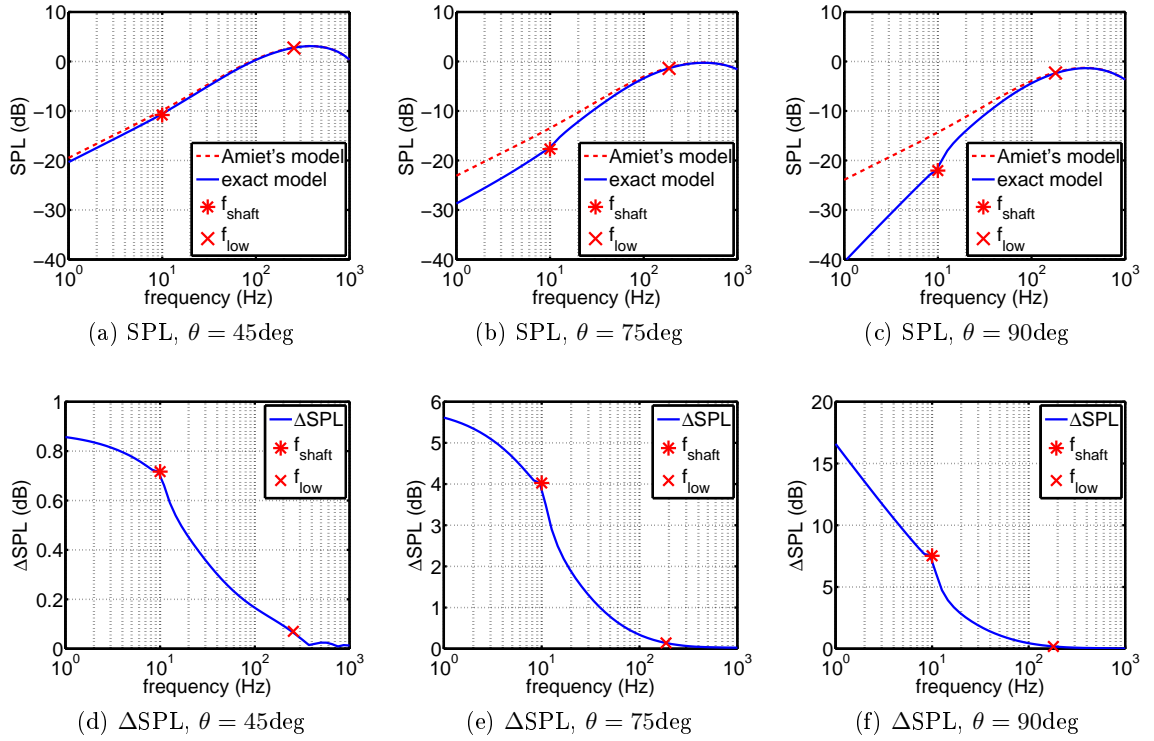 10
0
−10
−20
−30
−40
SPL (dB)
10^0
10^1
10^2
10^3
frequency (Hz)
Amiet's model
exact model
f_shaft
f_low
(a) SPL, θ = 45deg
10
0
−10
−20
−30
−40
SPL (dB)
10^0
10^1
10^2
10^3
frequency (Hz)
Amiet's model
exact model
f_shaft
f_low
(b) SPL, θ = 75deg
10
0
−10
−20
−30
−40
SPL (dB)
10^0
10^1
10^2
10^3
frequency (Hz)
Amiet's model
exact model
f_shaft
f_low
(c) SPL, θ = 90deg
1
0.8
0.6
0.4
0.2
0
ΔSPL (dB)
10^0
10^1
10^2
10^3
frequency (Hz)
ΔSPL
f_shaft
f_low
(d) ΔSPL, θ = 45deg
6
5
4
3
2
1
0
ΔSPL (dB)
10^0
10^1
10^2
10^3
frequency (Hz)
ΔSPL
f_shaft
f_low
(e) ΔSPL, θ = 75deg
20
15
10
5
0
ΔSPL (dB)
10^0
10^1
10^2
10^3
frequency (Hz)
ΔSPL
f_shaft
f_low
(f) ΔSPL, θ = 90deg